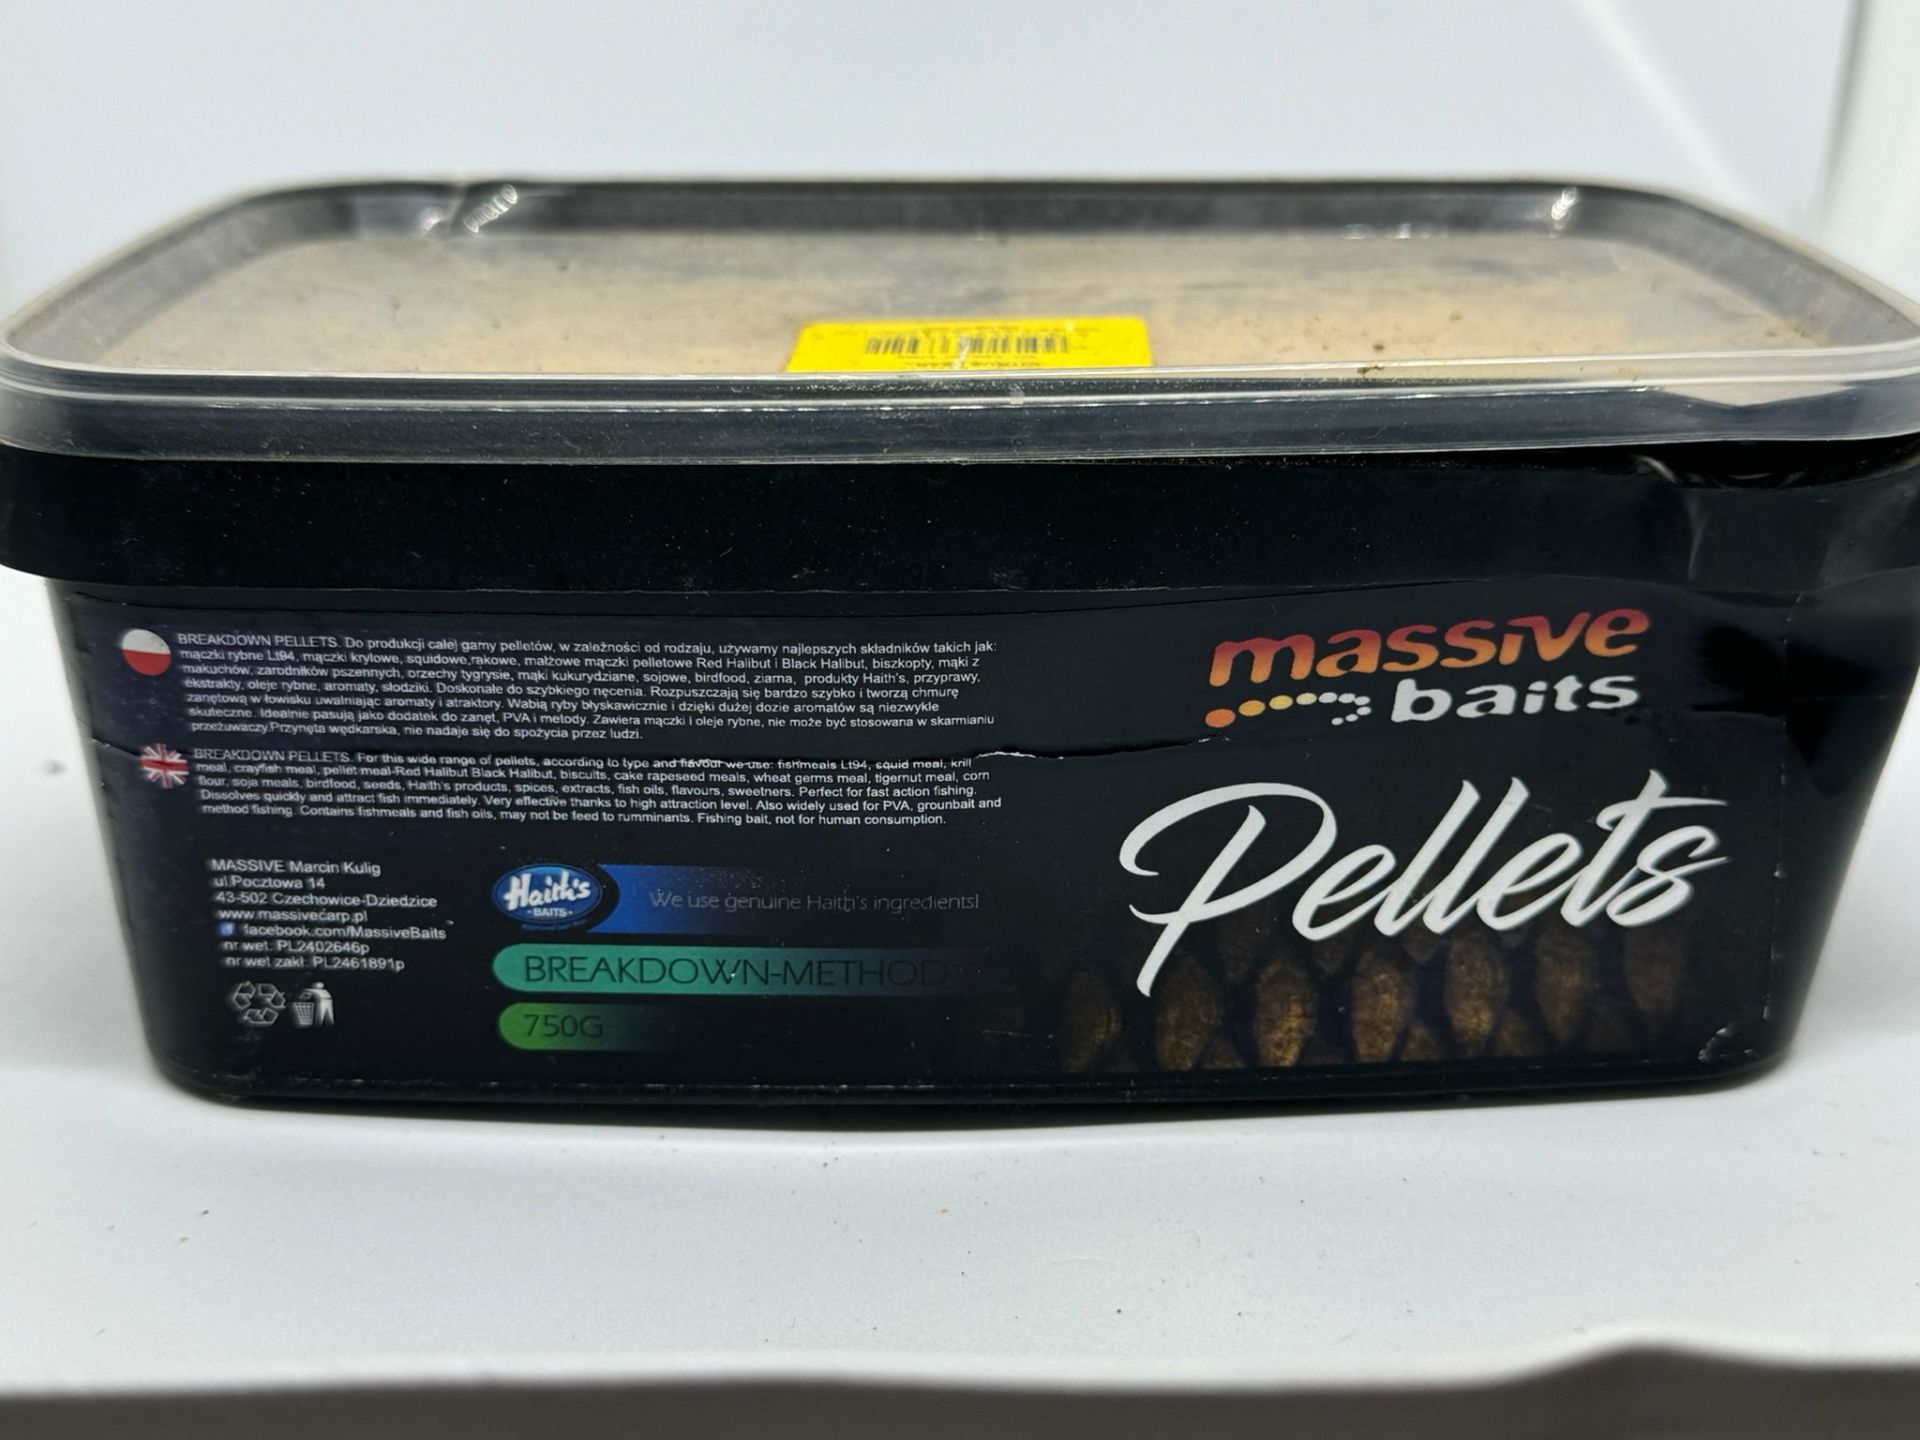 BREAKDOWN PELLETS. Do produkcji całej gamy pelletów, w zależności od rodzaju, używamy najlepszych składników takich jak:
mączki rybne Lt94, mączki krylowe, squidowe,rakowe, małżowe mączki pelletowe Red Halibut i Black Halibut, biszkopty, mąki z
makuchów, zarodników pszennych, orzechy tygrysie, mąki kukurydziane, sojowe, birdfood, ziarna, produkty Haith's, przyprawy,
ekstrakty, oleje rybne, aromaty, słodziki. Doskonałe do szybkiego nęcenia. Rozpuszczają się bardzo szybko i tworzą chmurę
zanętową w łowisku uwalniając aromaty i atraktory. Wabią ryby błyskawicznie i dzięki dużej dozie aromatów są niezwykle
skuteczne. Idealnie pasują jako dodatek do zanęt, PVA i metody. Zawiera mączki i oleje rybne, nie może być stosowana w skarmianiu
przeżuwaczy.Przynęta wędkarska, nie nadaje się do spożycia przez ludzi.
BREAKDOWN PELLETS. For this wide range of pellets, according to type and flavour we use: fishmeals Lt94, squid meal, krill
meal, crayfish meal, pellet meal-Red Halibut Black Halibut, biscuits, cake rapeseed meals, wheat germs meal, tigernut meal, corn
flour, soja meals, birdfood, seeds, Haith's products, spices, extracts, fish oils, flavours, sweetners. Perfect for fast action fishing.
Dissolves quickly and attract fish immediately. Very effective thanks to high attraction level. Also widely used for PVA, grounbait and
method fishing. Contains fishmeals and fish oils, may not be feed to rumminants. Fishing bait, not for human consumption.
MASSIVE Marcin Kulig
ul.Pocztowa 14
43-502 Czechowice-Dziedzice
www.massivecarp.pl
f facebook.com/MassiveBaits
nr wet. PL2402646p
nr wet zakł. PL2461891p
Haith's
BAITS
We use genuine Haith's ingredients!
BREAKDOWN-METHOD
750G
massive
baits
Pellets